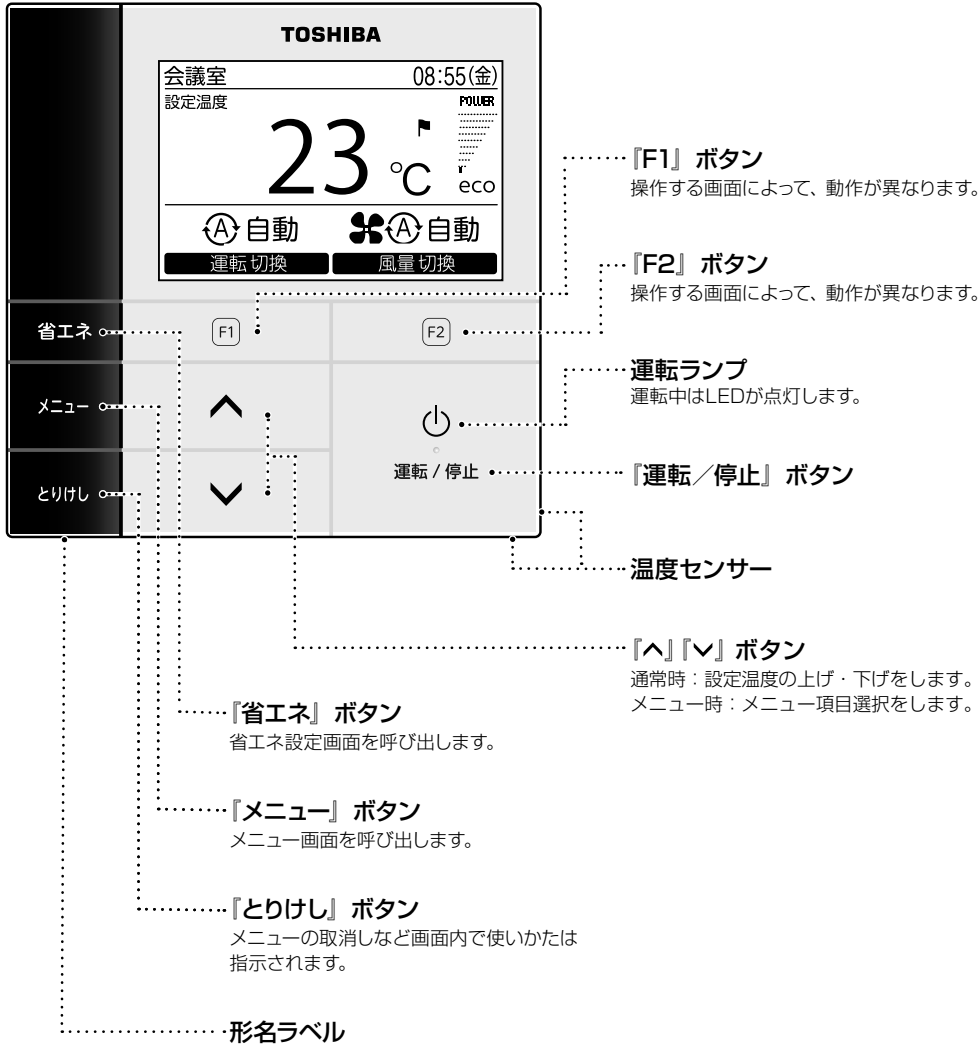 TOSHIBA
会議室 08:55(金)
設定温度 POWER
23 ℃ eco
Ⓐ 自動 Ⓐ 自動
運転切換 風量切換
省エネ F1 F2
メニュー
運転 / 停止
とりけし
『F1』ボタン
操作する画面によって、動作が異なります。
『F2』ボタン
操作する画面によって、動作が異なります。
運転ランプ
運転中はLEDが点灯します。
『運転／停止』ボタン
温度センサー
『∧』『∨』ボタン
通常時：設定温度の上げ・下げをします。
メニュー時：メニュー項目選択をします。
『省エネ』ボタン
省エネ設定画面を呼び出します。
『メニュー』ボタン
メニュー画面を呼び出します。
『とりけし』ボタン
メニューの取消しなど画面内で使いかたは
指示されます。
形名ラベル